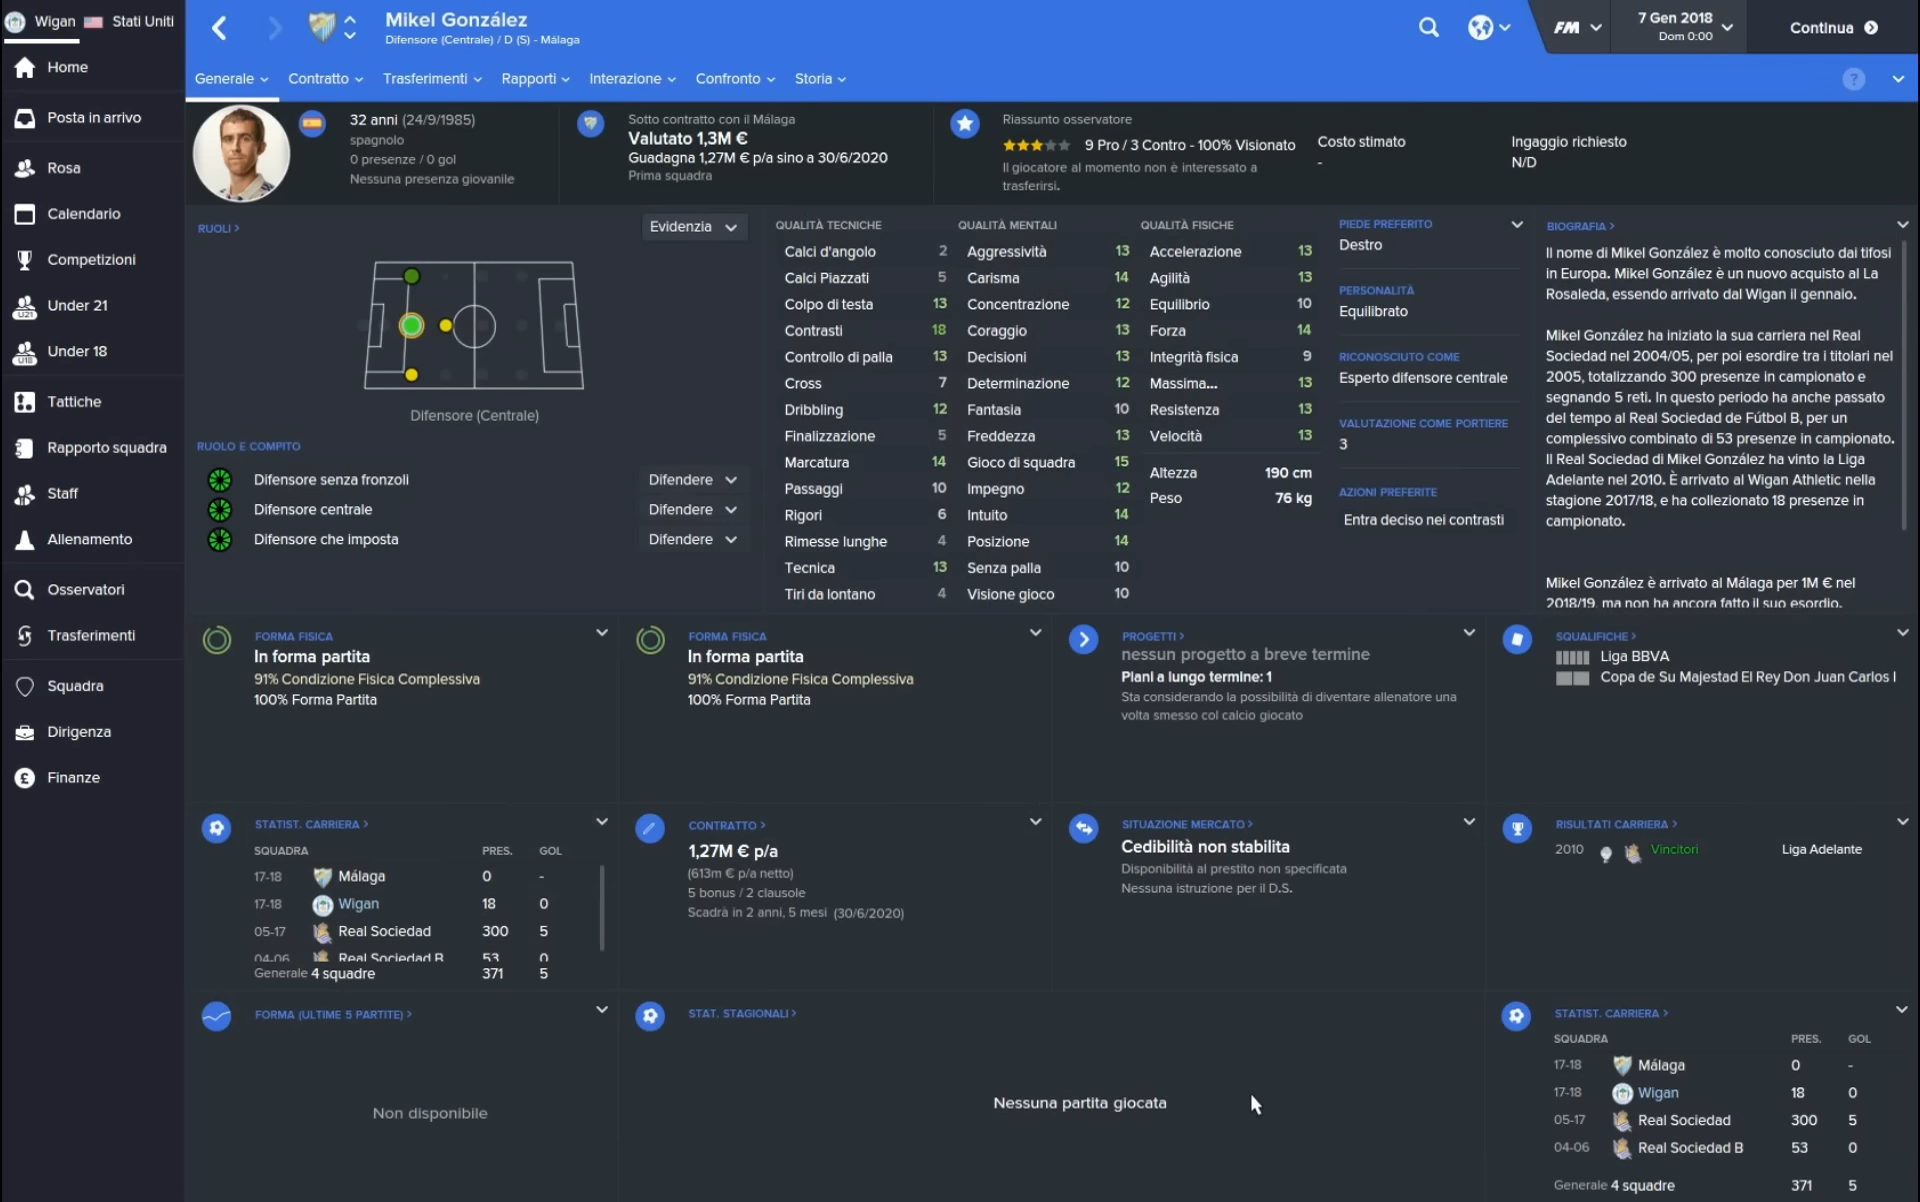 Wigan
Stati Uniti
Home
Posta in arrivo
Rosa
Calendario
Competizioni
Under 21
Under 18
Tattiche
Rapporto squadra
Staff
Allenamento
Osservatori
Trasferimenti
Squadra
Dirigenza
Finanze
Mikel González
Difensore (Centrale) / D (S) - Málaga
FM
7 Gen 2018
Dom 0:00
Continua
Generale
Contratto
Trasferimenti
Rapporti
Interazione
Confronto
Storia
?
32 anni (24/9/1985)
spagnolo
0 presenze / 0 gol
Nessuna presenza giovanile
Sotto contratto con il Málaga
Valutato 1,3M €
Guadagna 1,27M € p/a sino a 30/6/2020
Prima squadra
Riassunto osservatore
9 Pro / 3 Contro - 100% Visionato
Il giocatore al momento non è interessato a
trasferirsi.
Costo stimato
-
Ingaggio richiesto
N/D
RUOLI >
Evidenzia
Difensore (Centrale)
RUOLO E COMPITO
Difensore senza fronzoli Difendere
Difensore centrale Difendere
Difensore che imposta Difendere
QUALITÀ TECNICHE
Calci d'angolo 2
Calci Piazzati 5
Colpo di testa 13
Contrasti 18
Controllo di palla 13
Cross 7
Dribbling 12
Finalizzazione 5
Marcatura 14
Passaggi 10
Rigori 6
Rimesse lunghe 4
Tecnica 13
Tiri da lontano 4
QUALITÀ MENTALI
Aggressività 13
Carisma 14
Concentrazione 12
Coraggio 13
Decisioni 13
Determinazione 12
Fantasia 10
Freddezza 13
Gioco di squadra 15
Impegno 12
Intuito 14
Posizione 14
Senza palla 10
Visione gioco 10
QUALITÀ FISICHE
Accelerazione 13
Agilità 13
Equilibrio 10
Forza 14
Integrità fisica 9
Massima... 13
Resistenza 13
Velocità 13
Altezza 190 cm
Peso 76 kg
PIEDE PREFERITO
Destro
PERSONALITÀ
Equilibrato
RICONOSCIUTO COME
Esperto difensore centrale
VALUTAZIONE COME PORTIERE
3
AZIONI PREFERITE
Entra deciso nei contrasti
BIOGRAFIA >
Il nome di Mikel González è molto conosciuto dai tifosi
in Europa. Mikel González è un nuovo acquisto al La
Rosaleda, essendo arrivato dal Wigan il gennaio.
Mikel González ha iniziato la sua carriera nel Real
Sociedad nel 2004/05, per poi esordire tra i titolari nel
2005, totalizzando 300 presenze in campionato e
segnando 5 reti. In questo periodo ha anche passato
del tempo al Real Sociedad de Fútbol B, per un
complessivo combinato di 53 presenze in campionato.
Il Real Sociedad di Mikel González ha vinto la Liga
Adelante nel 2010. È arrivato al Wigan Athletic nella
stagione 2017/18, e ha collezionato 18 presenze in
campionato.
Mikel González è arrivato al Málaga per 1M € nel
2018/19, ma non ha ancora fatto il suo esordio.
FORMA FISICA
In forma partita
91% Condizione Fisica Complessiva
100% Forma Partita
FORMA FISICA
In forma partita
91% Condizione Fisica Complessiva
100% Forma Partita
PROGETTI >
nessun progetto a breve termine
Piani a lungo termine: 1
Sta considerando la possibilità di diventare allenatore una
volta smesso col calcio giocato
SQUALIFICHE >
Liga BBVA
Copa de Su Majestad El Rey Don Juan Carlos I
STATIST. CARRIERA >
SQUADRA PRES. GOL
17-18 Málaga 0 -
17-18 Wigan 18 0
05-17 Real Sociedad 300 5
04-06 Real Sociedad B 53 0
Generale 4 squadre 371 5
CONTRATTO >
1,27M € p/a
(613m € p/a netto)
5 bonus / 2 clausole
Scadrà in 2 anni, 5 mesi (30/6/2020)
SITUAZIONE MERCATO >
Cedibilità non stabilita
Disponibilità al prestito non specificata
Nessuna istruzione per il D.S.
RISULTATI CARRIERA >
2010 Vincitori Liga Adelante
FORMA (ULTIME 5 PARTITE) >
Non disponibile
STAT. STAGIONALI >
Nessuna partita giocata
STATIST. CARRIERA >
SQUADRA PRES. GOL
17-18 Málaga 0 -
17-18 Wigan 18 0
05-17 Real Sociedad 300 5
04-06 Real Sociedad B 53 0
Generale 4 squadre 371 5